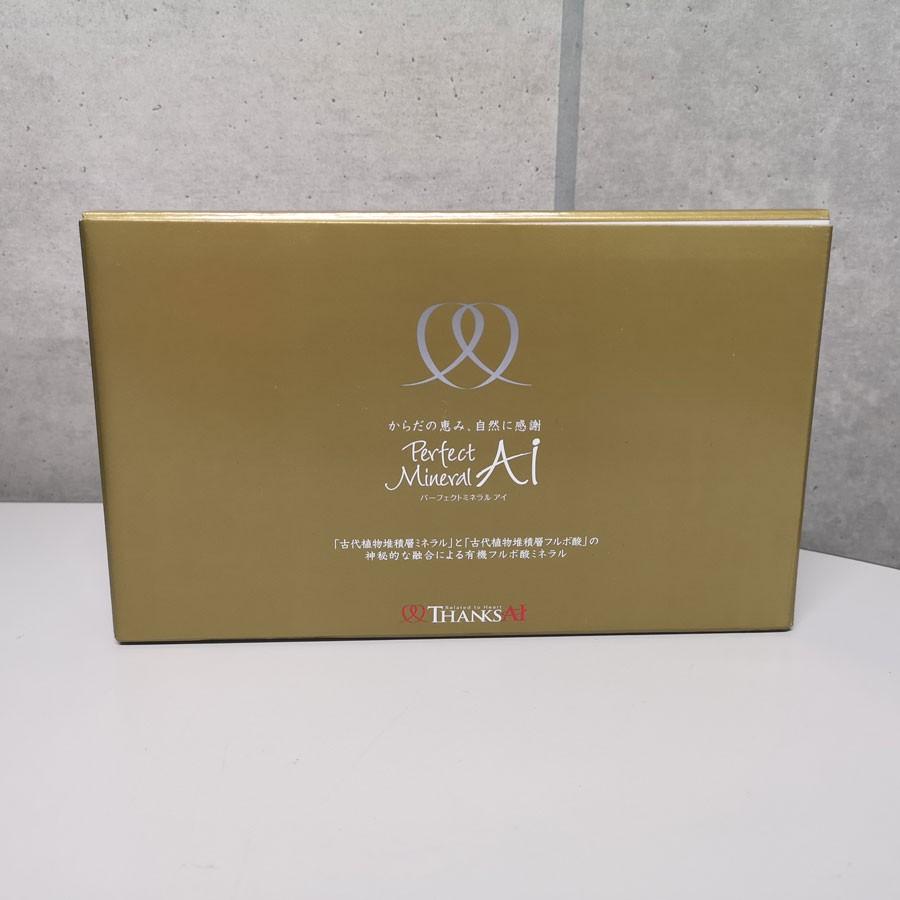 からだの恵み、自然に感謝
Perfect
Mineral Ai
パーフェクトミネラル アイ
「古代植物堆積層ミネラル」と「古代植物堆積層フルボ酸」の
神秘的な融合による有機フルボ酸ミネラル
Related to Heart
THANKSAI